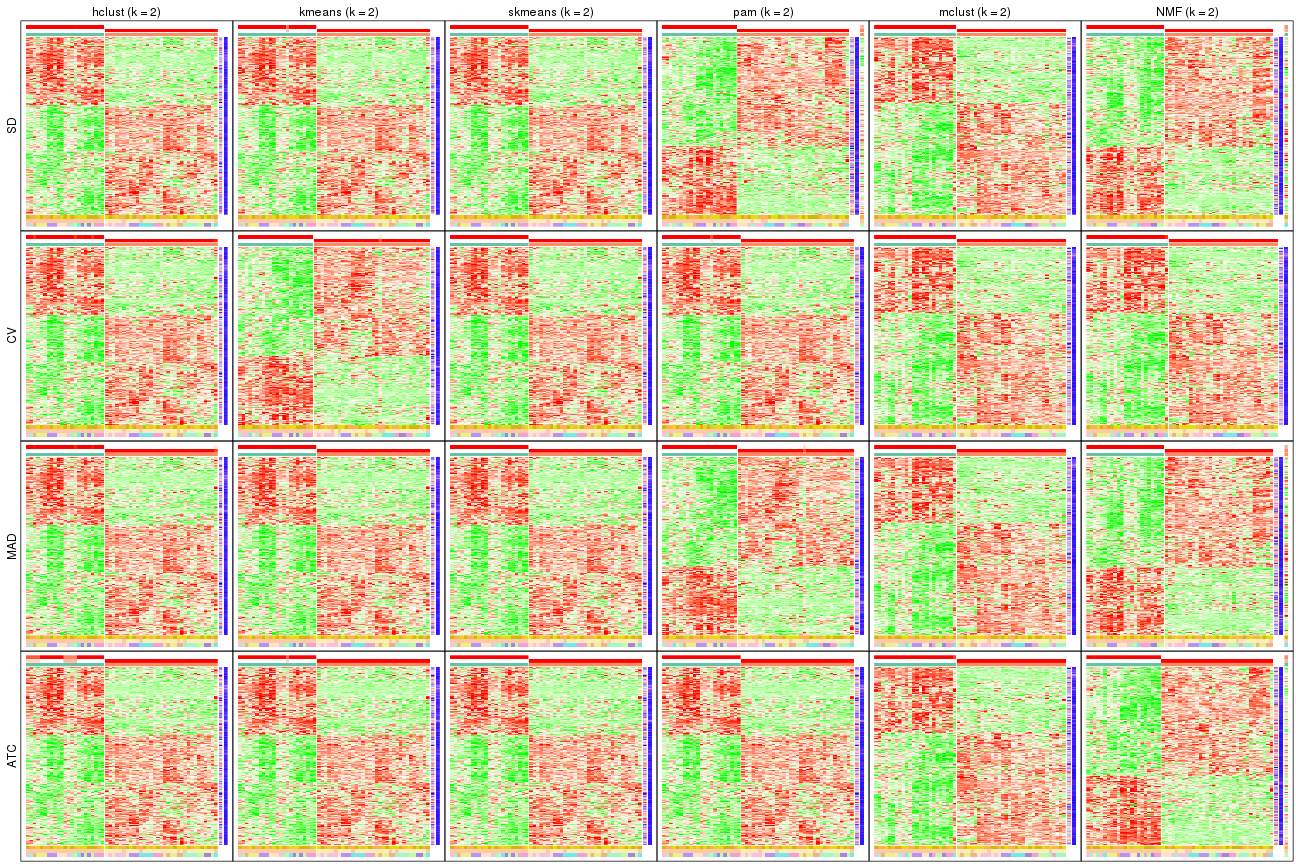 hclust (k = 2)
kmeans (k = 2)
skmeans (k = 2)
pam (k = 2)
mclust (k = 2)
NMF (k = 2)
SD
CV
MAD
ATC